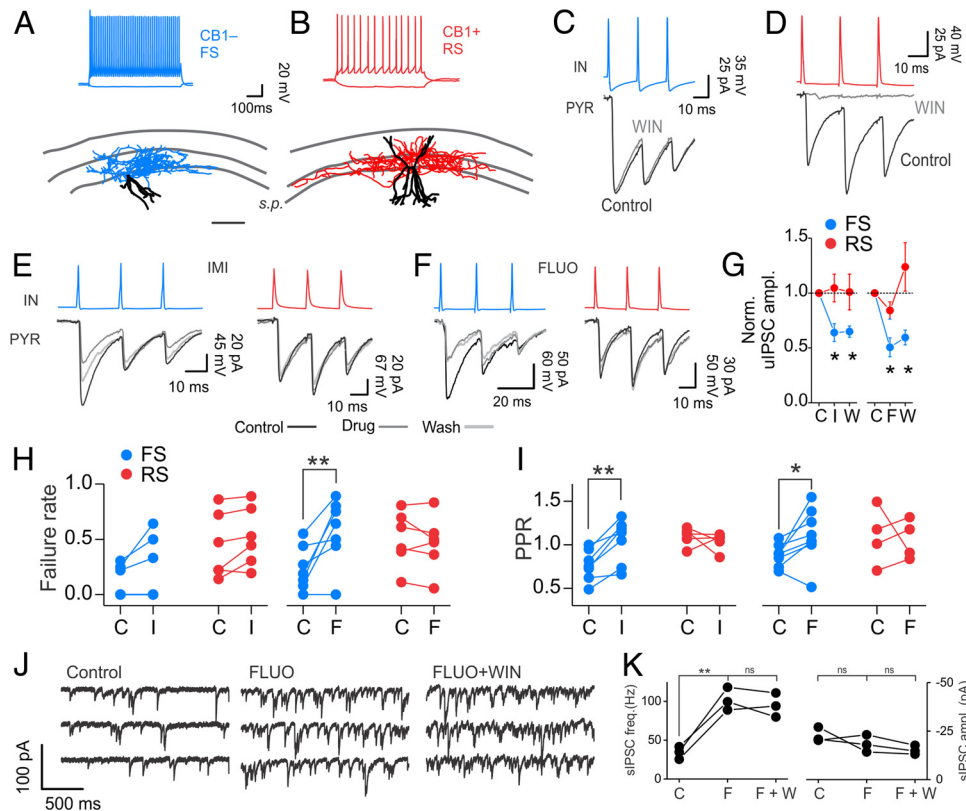 A
CB1–
FS
20 mV
100ms
B
CB1+
RS
s.p.
C
IN
PYR
WIN
Control
35 mV
25 pA
10 ms
D
40 mV
25 pA
10 ms
WIN
Control
E
IMI
IN
PYR
20 pA
45 mV
10 ms
20 pA
67 mV
10 ms
F
FLUO
50 pA
60 mV
20 ms
30 pA
50 mV
10 ms
Control
Drug
Wash
G
FS
RS
Norm.
uIPSC ampl.
1.5
1.0
0.5
0.0
* * * *
C I W C F W
H
FS
RS
Failure rate
1.0
0.5
0.0
**
C I C I C F C F
I
PPR
1.5
1.0
0.5
** *
C I C I C F C F
J
Control
FLUO
FLUO+WIN
100 pA
500 ms
K
sIPSC freq.(Hz)
100
50
0
** ns
C F F + W
ns ns
C F F + W
-50
-25
0
sIPSC ampl. (pA)